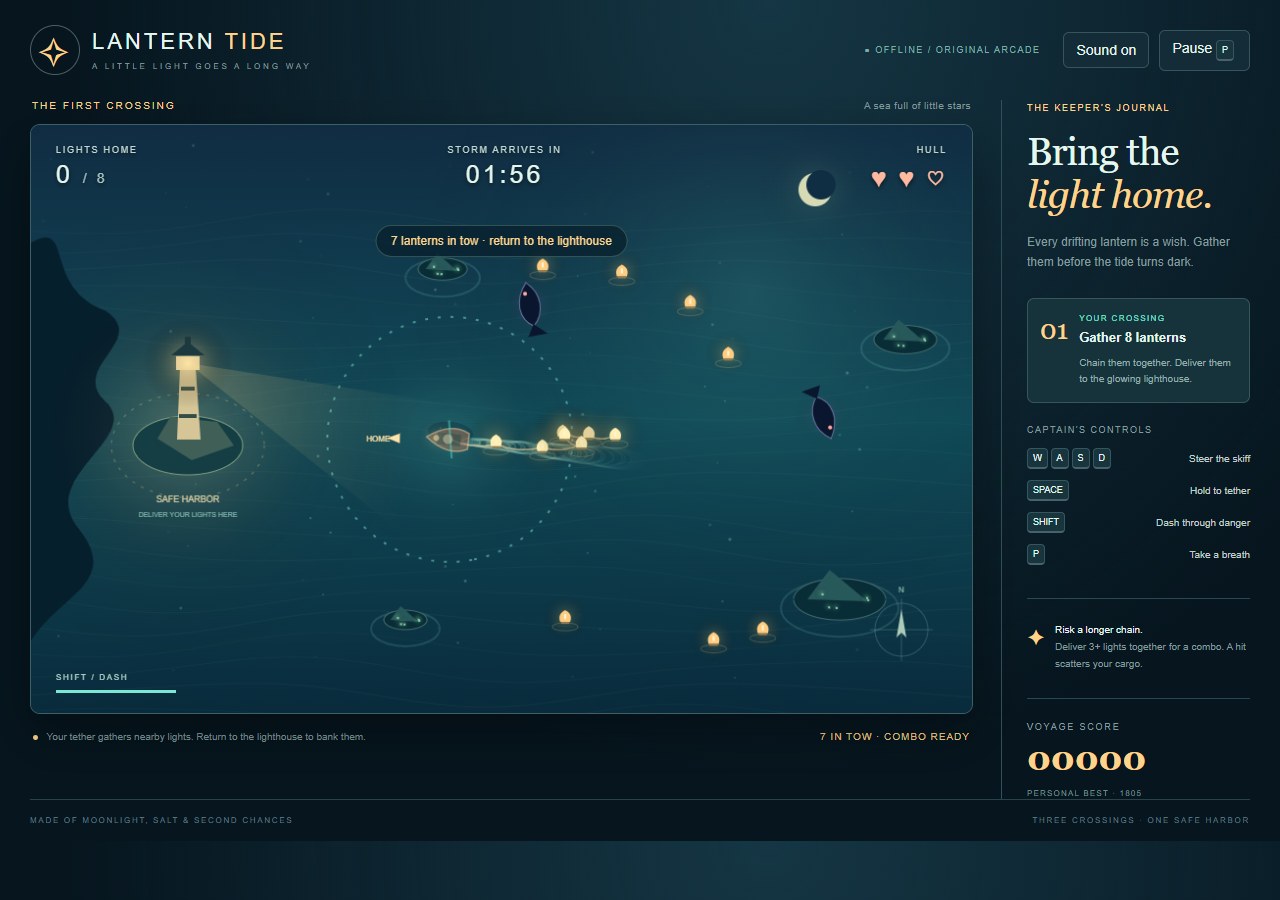 LANTERN TIDE
A LITTLE LIGHT GOES A LONG WAY
OFFLINE / ORIGINAL ARCADE
Sound on
Pause P
THE FIRST CROSSING
A sea full of little stars
LIGHTS HOME
0 / 8
STORM ARRIVES IN
01:56
HULL
7 lanterns in tow · return to the lighthouse
HOME
SAFE HARBOR
DELIVER YOUR LIGHTS HERE
N
SHIFT / DASH
Your tether gathers nearby lights. Return to the lighthouse to bank them.
7 IN TOW · COMBO READY
THE KEEPER'S JOURNAL
Bring the
light home.
Every drifting lantern is a wish. Gather
them before the tide turns dark.
01
YOUR CROSSING
Gather 8 lanterns
Chain them together. Deliver them
to the glowing lighthouse.
CAPTAIN'S CONTROLS
W A S D Steer the skiff
SPACE Hold to tether
SHIFT Dash through danger
P Take a breath
Risk a longer chain.
Deliver 3+ lights together for a combo. A hit
scatters your cargo.
VOYAGE SCORE
00000
PERSONAL BEST · 1805
MADE OF MOONLIGHT, SALT & SECOND CHANCES
THREE CROSSINGS · ONE SAFE HARBOR